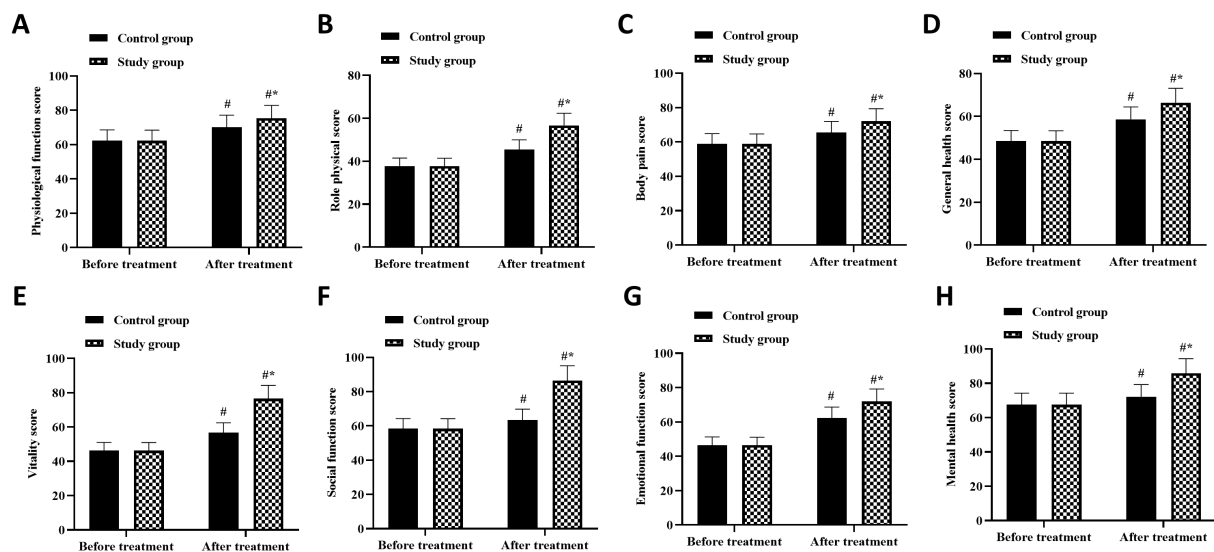 A
Control group
Study group
Physiological function score
100
80
60
40
20
0
#
#*
Before treatment
After treatment
B
Control group
Study group
Role physical score
80
60
40
20
0
#
#*
Before treatment
After treatment
C
Control group
Study group
Body pain score
100
80
60
40
20
0
#
#*
Before treatment
After treatment
D
Control group
Study group
General health score
80
60
40
20
0
#
#*
Before treatment
After treatment
E
Control group
Study group
Vitality score
100
80
60
40
20
0
#
#*
Before treatment
After treatment
F
Control group
Study group
Social function score
100
80
60
40
20
0
#
#*
Before treatment
After treatment
G
Control group
Study group
Emotional function score
100
80
60
40
20
0
#
#*
Before treatment
After treatment
H
Control group
Study group
Mental health score
100
80
60
40
20
0
#
#*
Before treatment
After treatment